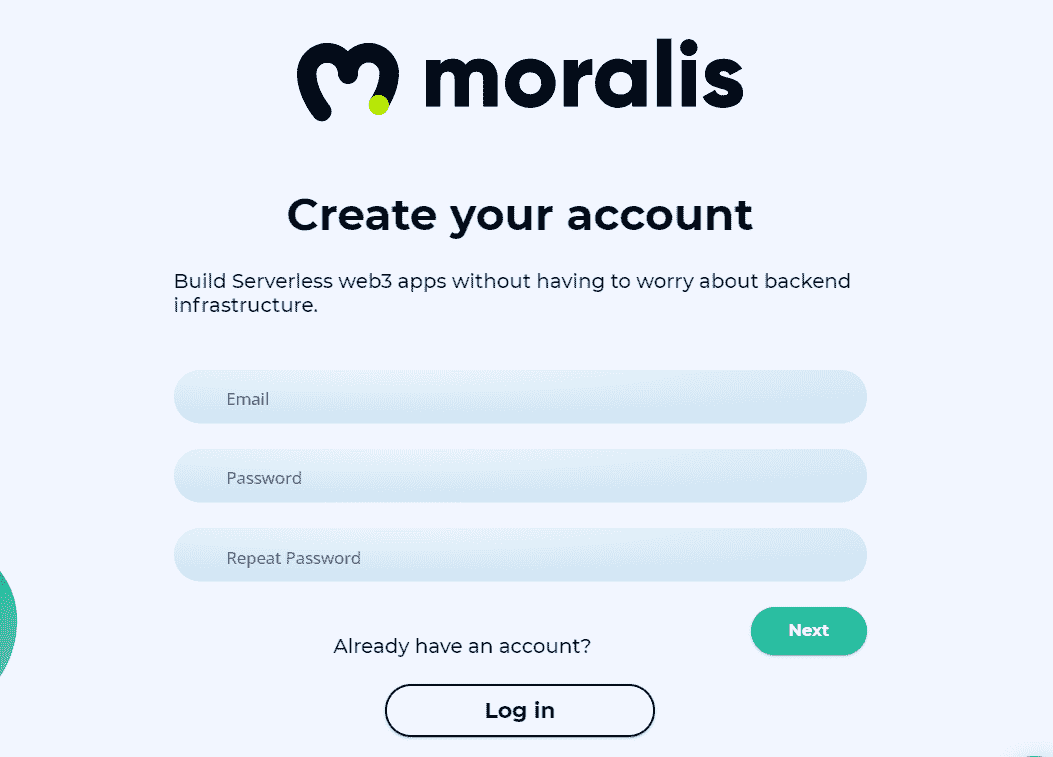 moralis
Create your account
Build Serverless web3 apps without having to worry about backend
infrastructure.
Email
Password
Repeat Password
Next
Already have an account?
Log in